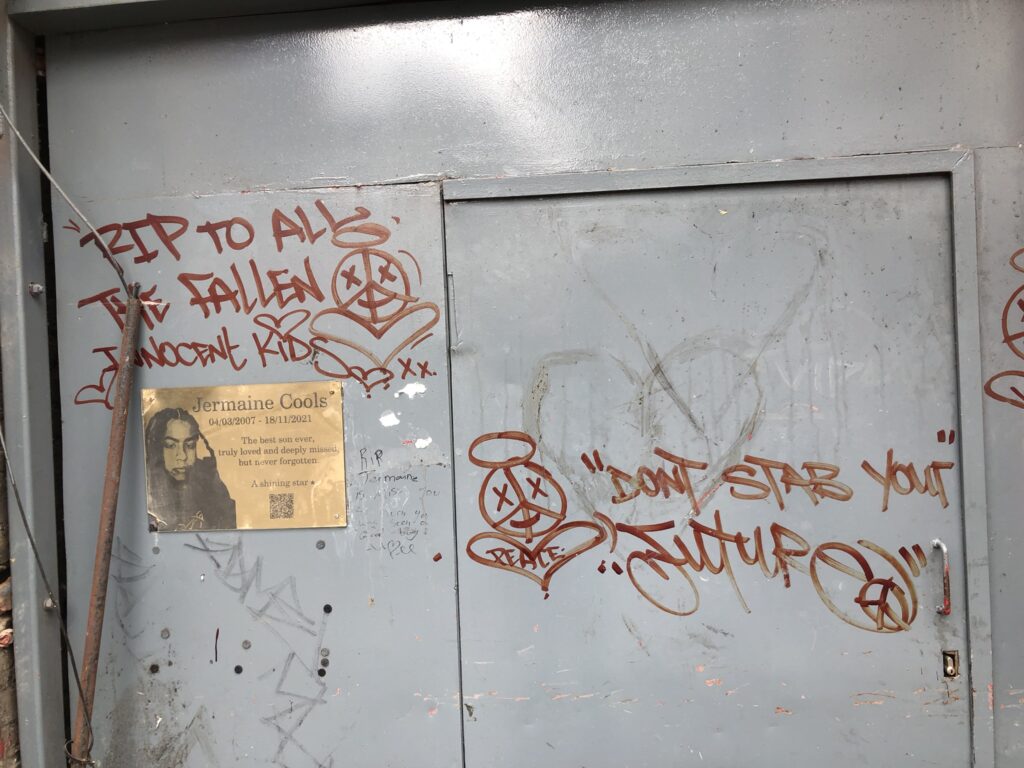 RIP TO ALL
THE FALLEN
INNOCENT KIDS
xx.
Jermaine Cools
04/03/2007 - 18/11/2021
The best son ever,
truly loved and deeply missed,
but never forgotten.
A shining star
RIP
Jermaine
PEACE
"DONT STAB YOUR
"FUTURE"